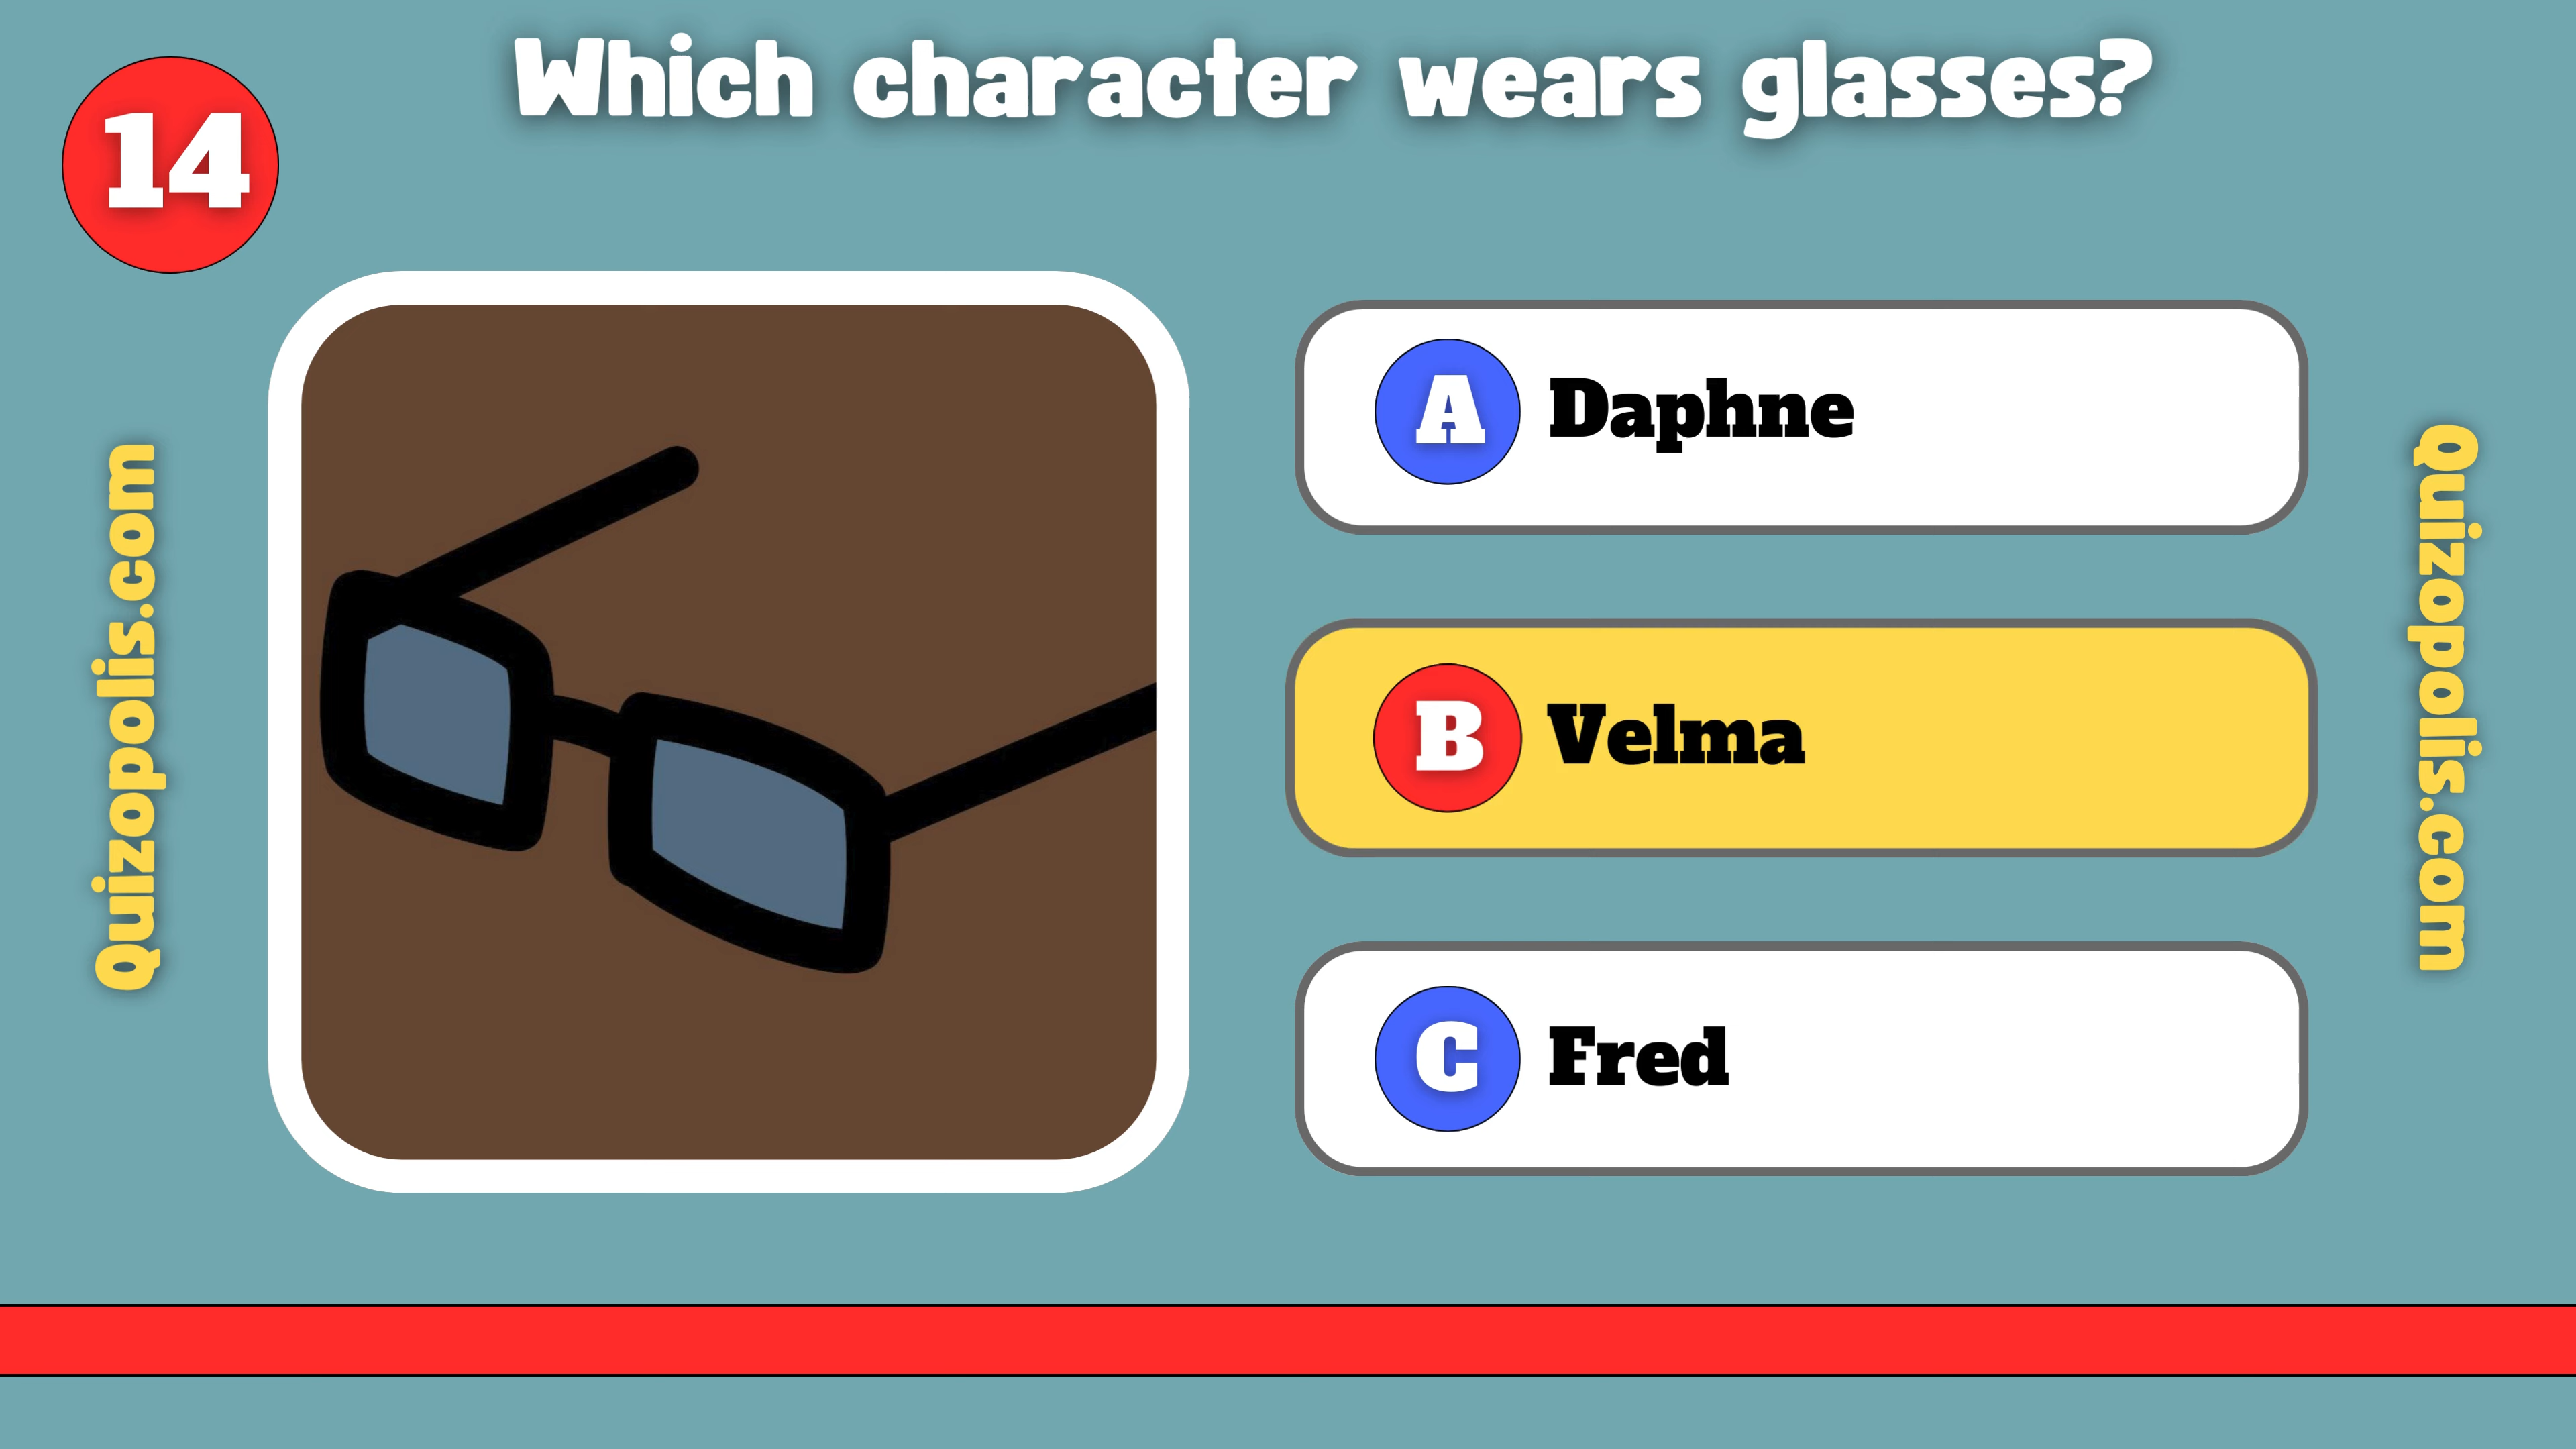 Which character wears glasses?
14
A Daphne
B Velma
C Fred
Quizopolis.com
Quizopolis.com